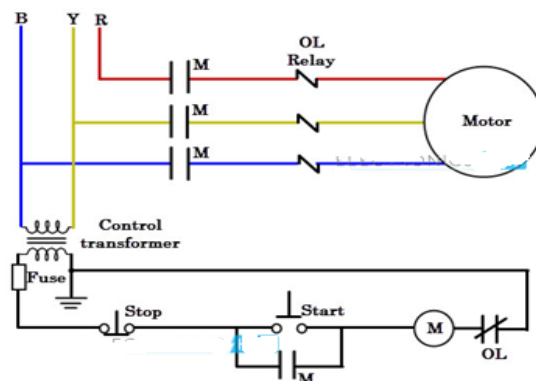 B Y R
OL
Relay
M
M
M
Motor
Control
transformer
Fuse
Stop
Start
M
OL
M